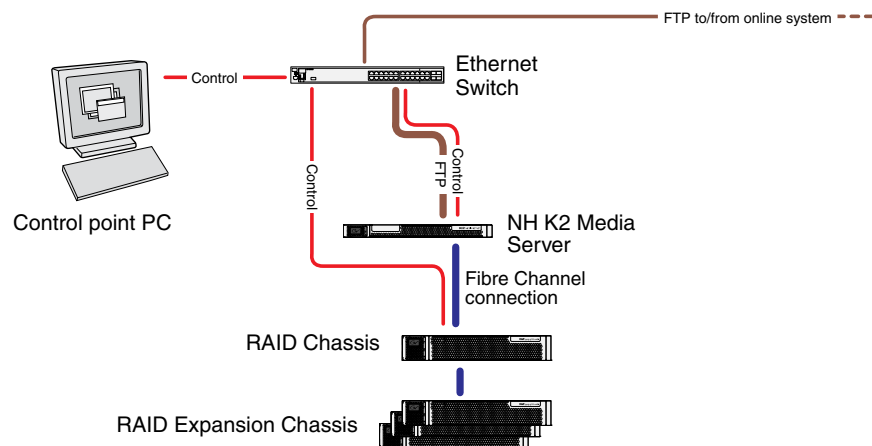 FTP to/from online system
Control
Ethernet
Switch
Control
FTP
Control
Control point PC
NH K2 Media
Server
Fibre Channel
connection
RAID Chassis
RAID Expansion Chassis